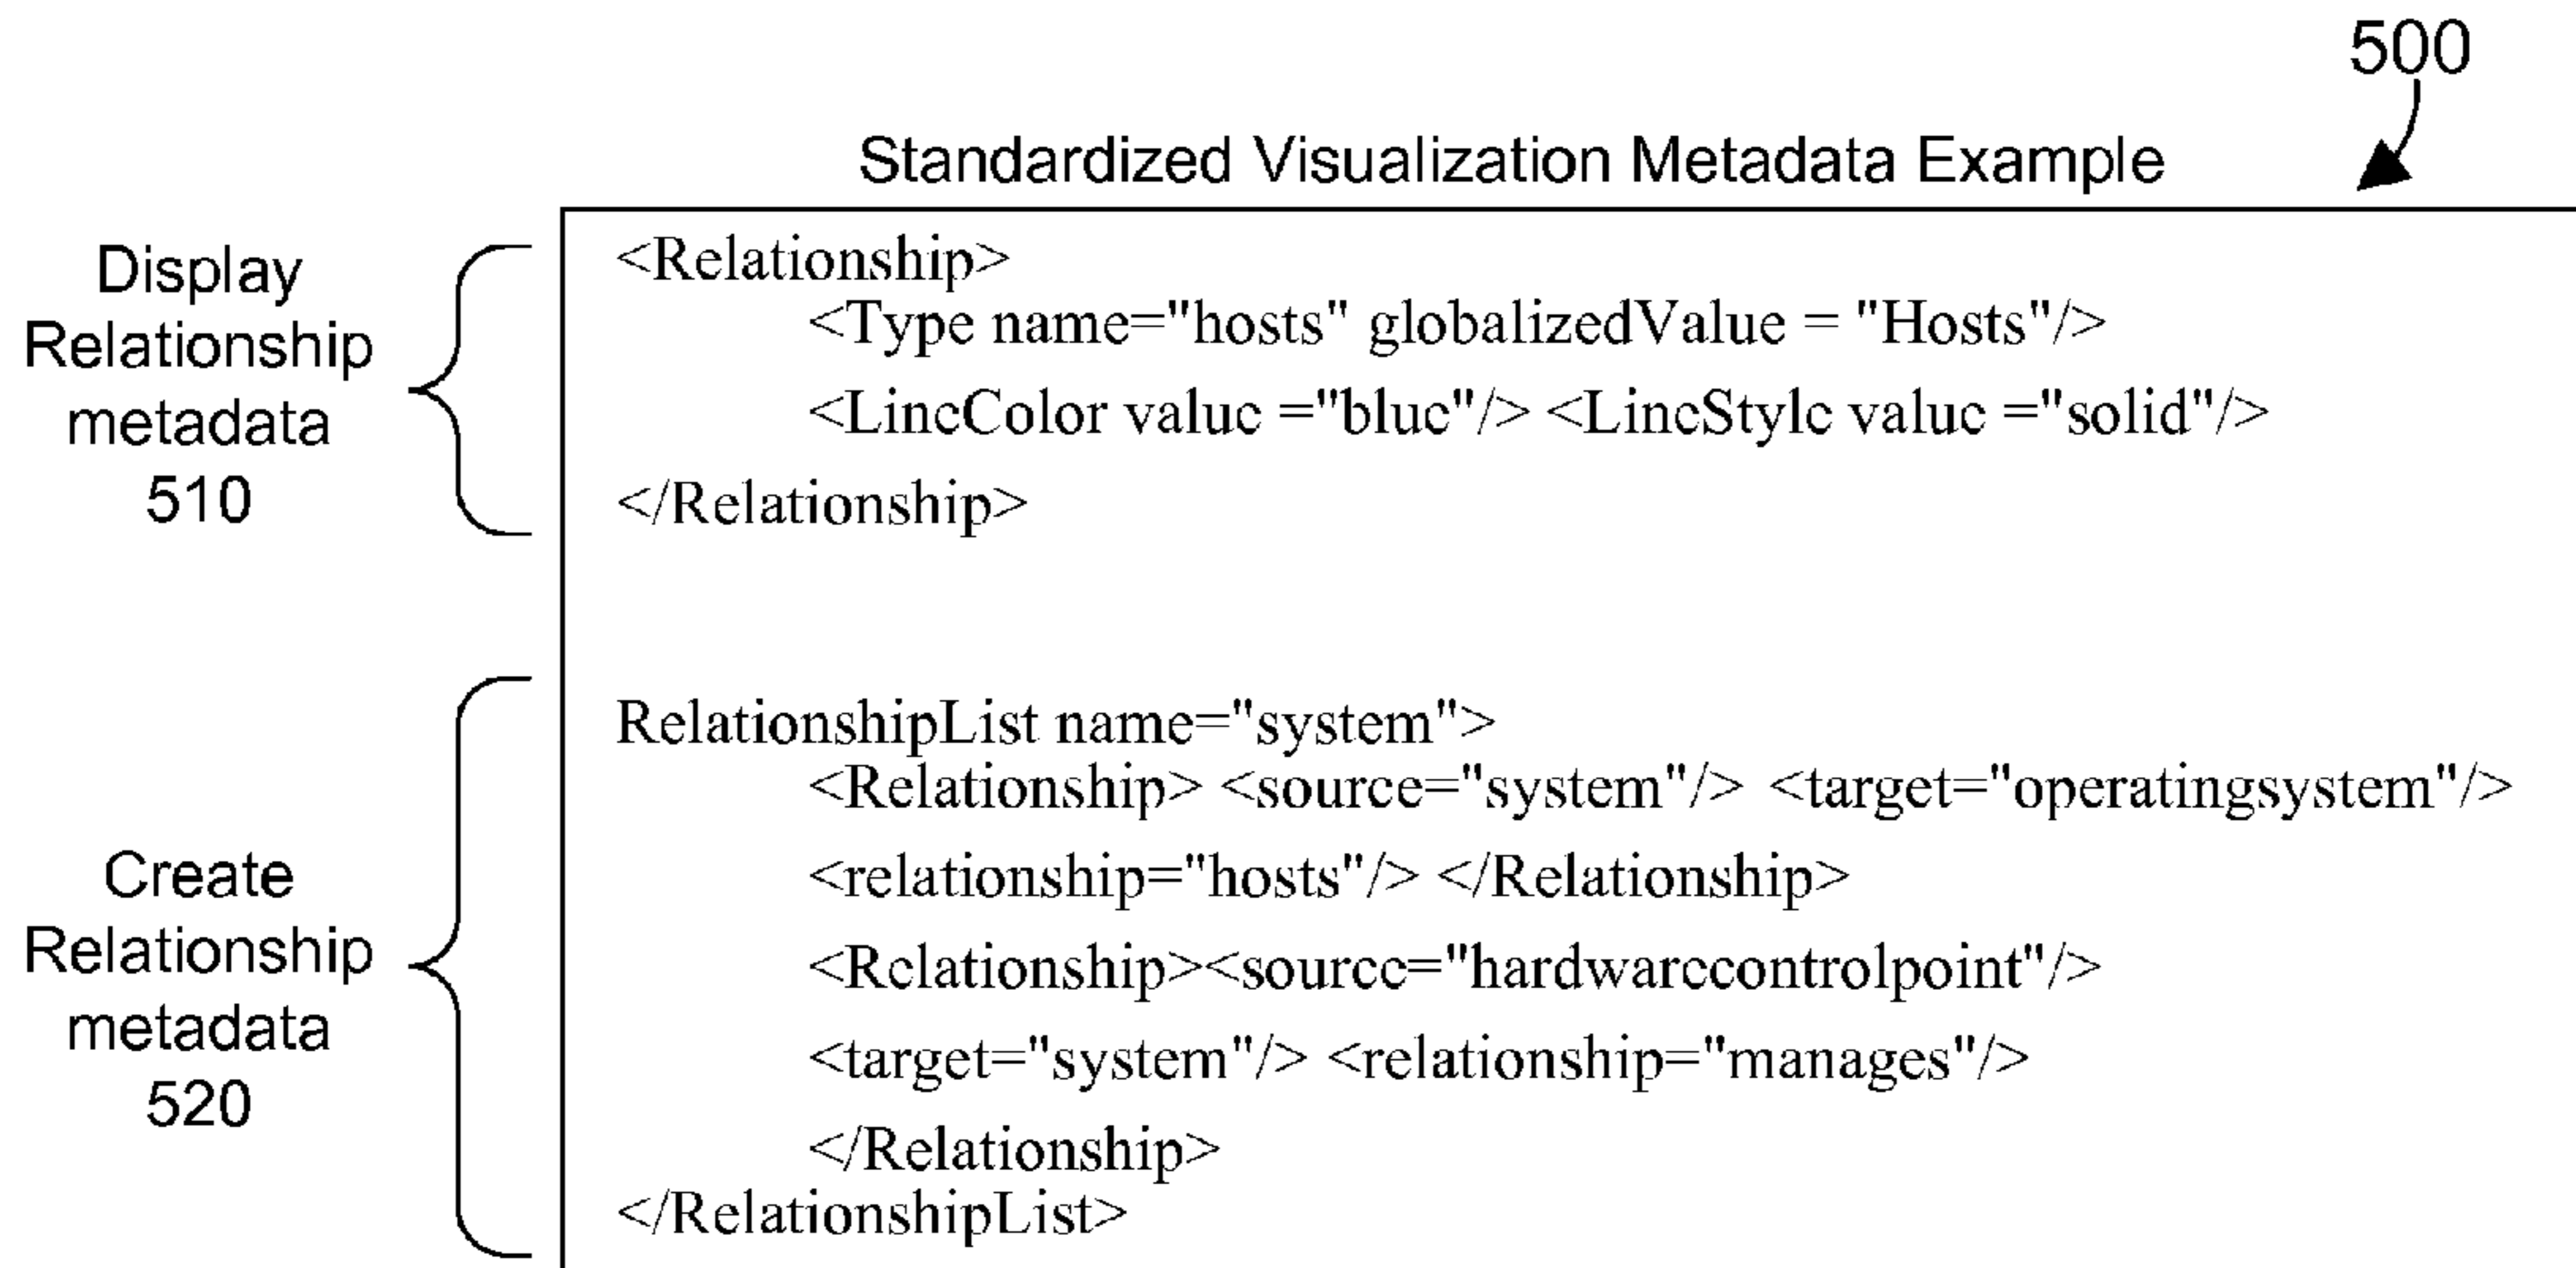 500
Standardized Visualization Metadata Example
Display
Relationship
metadata
510
<Relationship>
<Type name="hosts" globalizedValue = "Hosts"/>
<LineColor value ="blue"/> <LineStyle value ="solid"/>
</Relationship>
Create
Relationship
metadata
520
RelationshipList name="system">
<Relationship> <source="system"/> <target="operatingsystem"/>
<relationship="hosts"/> </Relationship>
<Relationship><source="hardwarecontrolpoint"/>
<target="system"/> <relationship="manages"/>
</Relationship>
</RelationshipList>